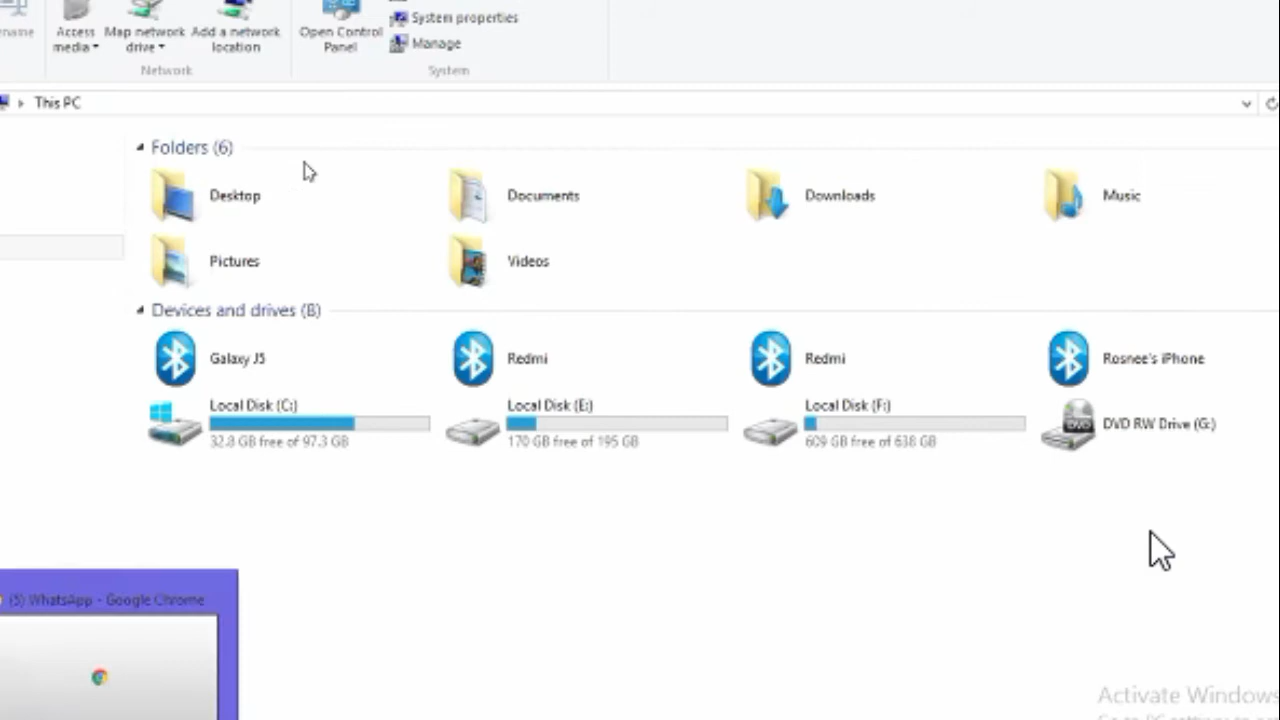 Access media
Map network drive
Add a network location
Open Control Panel
System properties
Manage
Network
System
This PC
Folders (6)
Desktop
Documents
Downloads
Music
Pictures
Videos
Devices and drives (8)
Galaxy J5
Redmi
Redmi
Rosnee's iPhone
Local Disk (C:)
32.8 GB free of 97.3 GB
Local Disk (E:)
170 GB free of 195 GB
Local Disk (F:)
609 GB free of 638 GB
DVD
DVD RW Drive (G:)
(5) WhatsApp - Google Chrome
Activate Windows